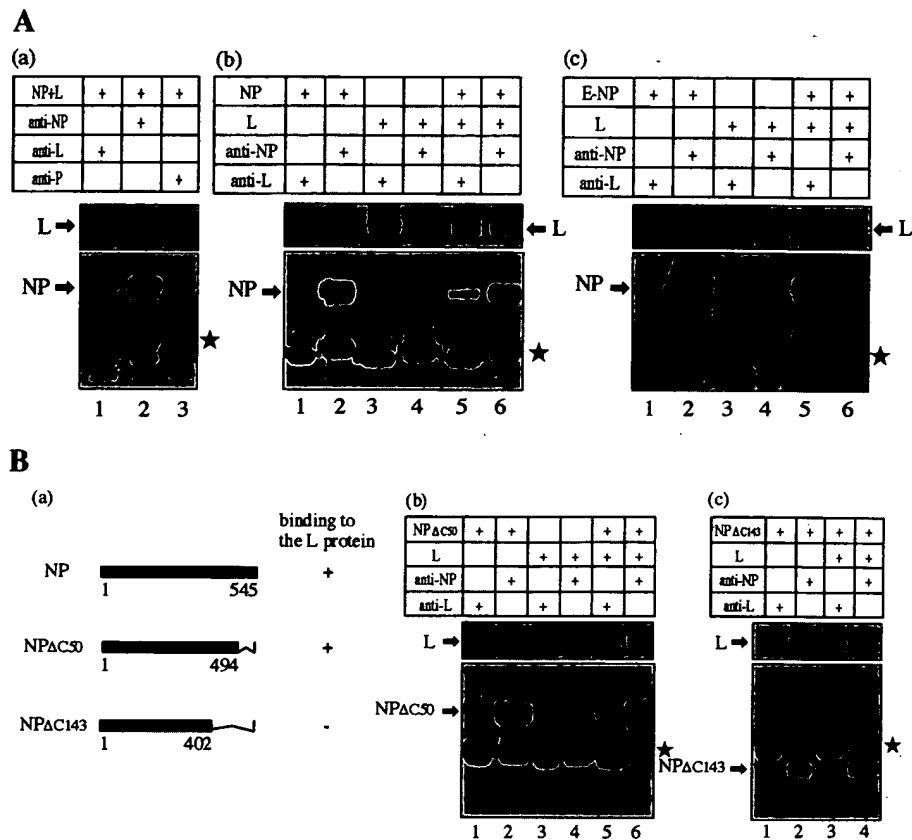 A
(a)
NP+L + + +
anti-NP +
anti-L +
anti-P +
L
NP
1 2 3
(b)
NP + + + +
L + + + +
anti-NP + + +
anti-L + + +
L
NP
1 2 3 4 5 6
(c)
E-NP + + + +
L + + + +
anti-NP + + +
anti-L + + +
L
NP
1 2 3 4 5 6
B
(a)
binding to
the L protein
NP +
1 545
NPΔC50 +
1 494
NPΔC143 -
1 402
(b)
NPΔC50 + + + +
L + + + +
anti-NP + + +
anti-L + + +
L
NPΔC50
1 2 3 4 5 6
(c)
NPΔC143 + + + +
L + +
anti-NP + +
anti-L + +
L
NPΔC143
1 2 3 4